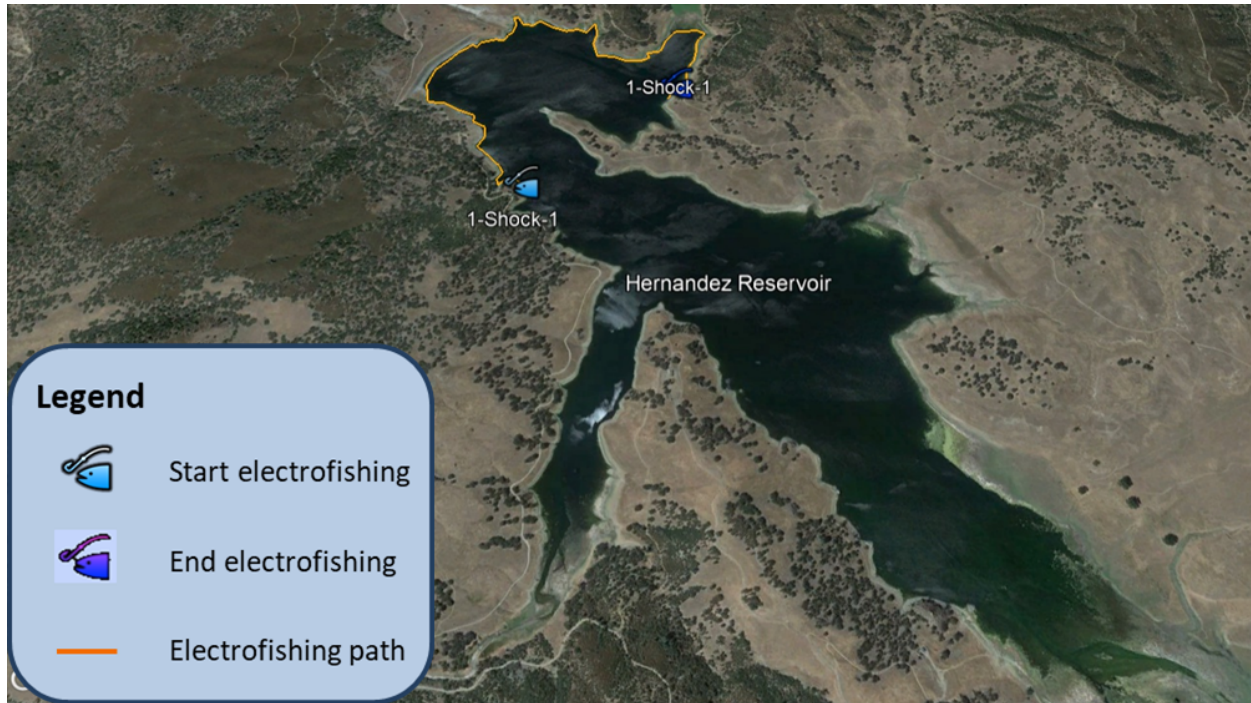 1-Shock-1
1-Shock-1
Hernandez Reservoir
Legend
Start electrofishing
End electrofishing
Electrofishing path